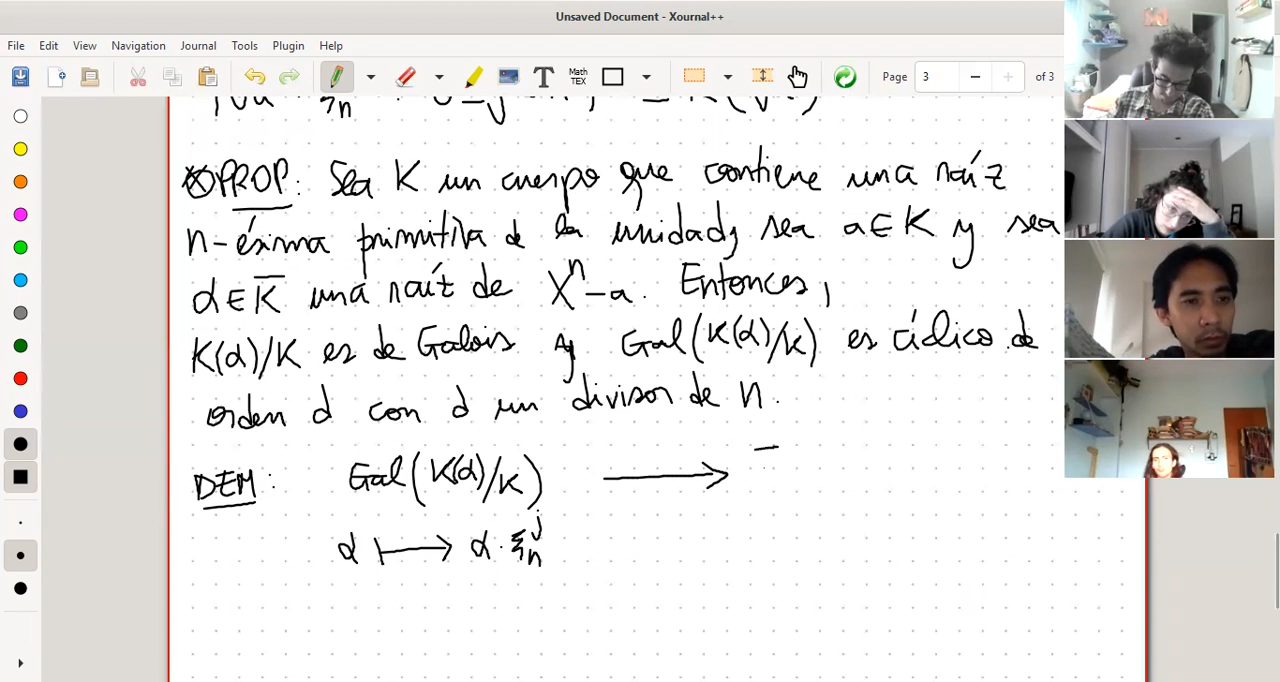 Unsaved Document - Xournal++
File Edit View Navigation Journal Tools Plugin Help
Math TEX Page 3 of 3
PROP: Sea K un cuerpo que contiene una raíz
n-ésima primitiva de la unidad, sea a ∈ K y sea
α ∈ K̅ una raíz de X^n - a. Entonces,
K(α)/K es de Galois y Gal(K(α)/K) es cíclico de
orden d con d un divisor de n.
DEM: Gal(K(α)/K) ⟶
α ⟼ α · ξ_n^j